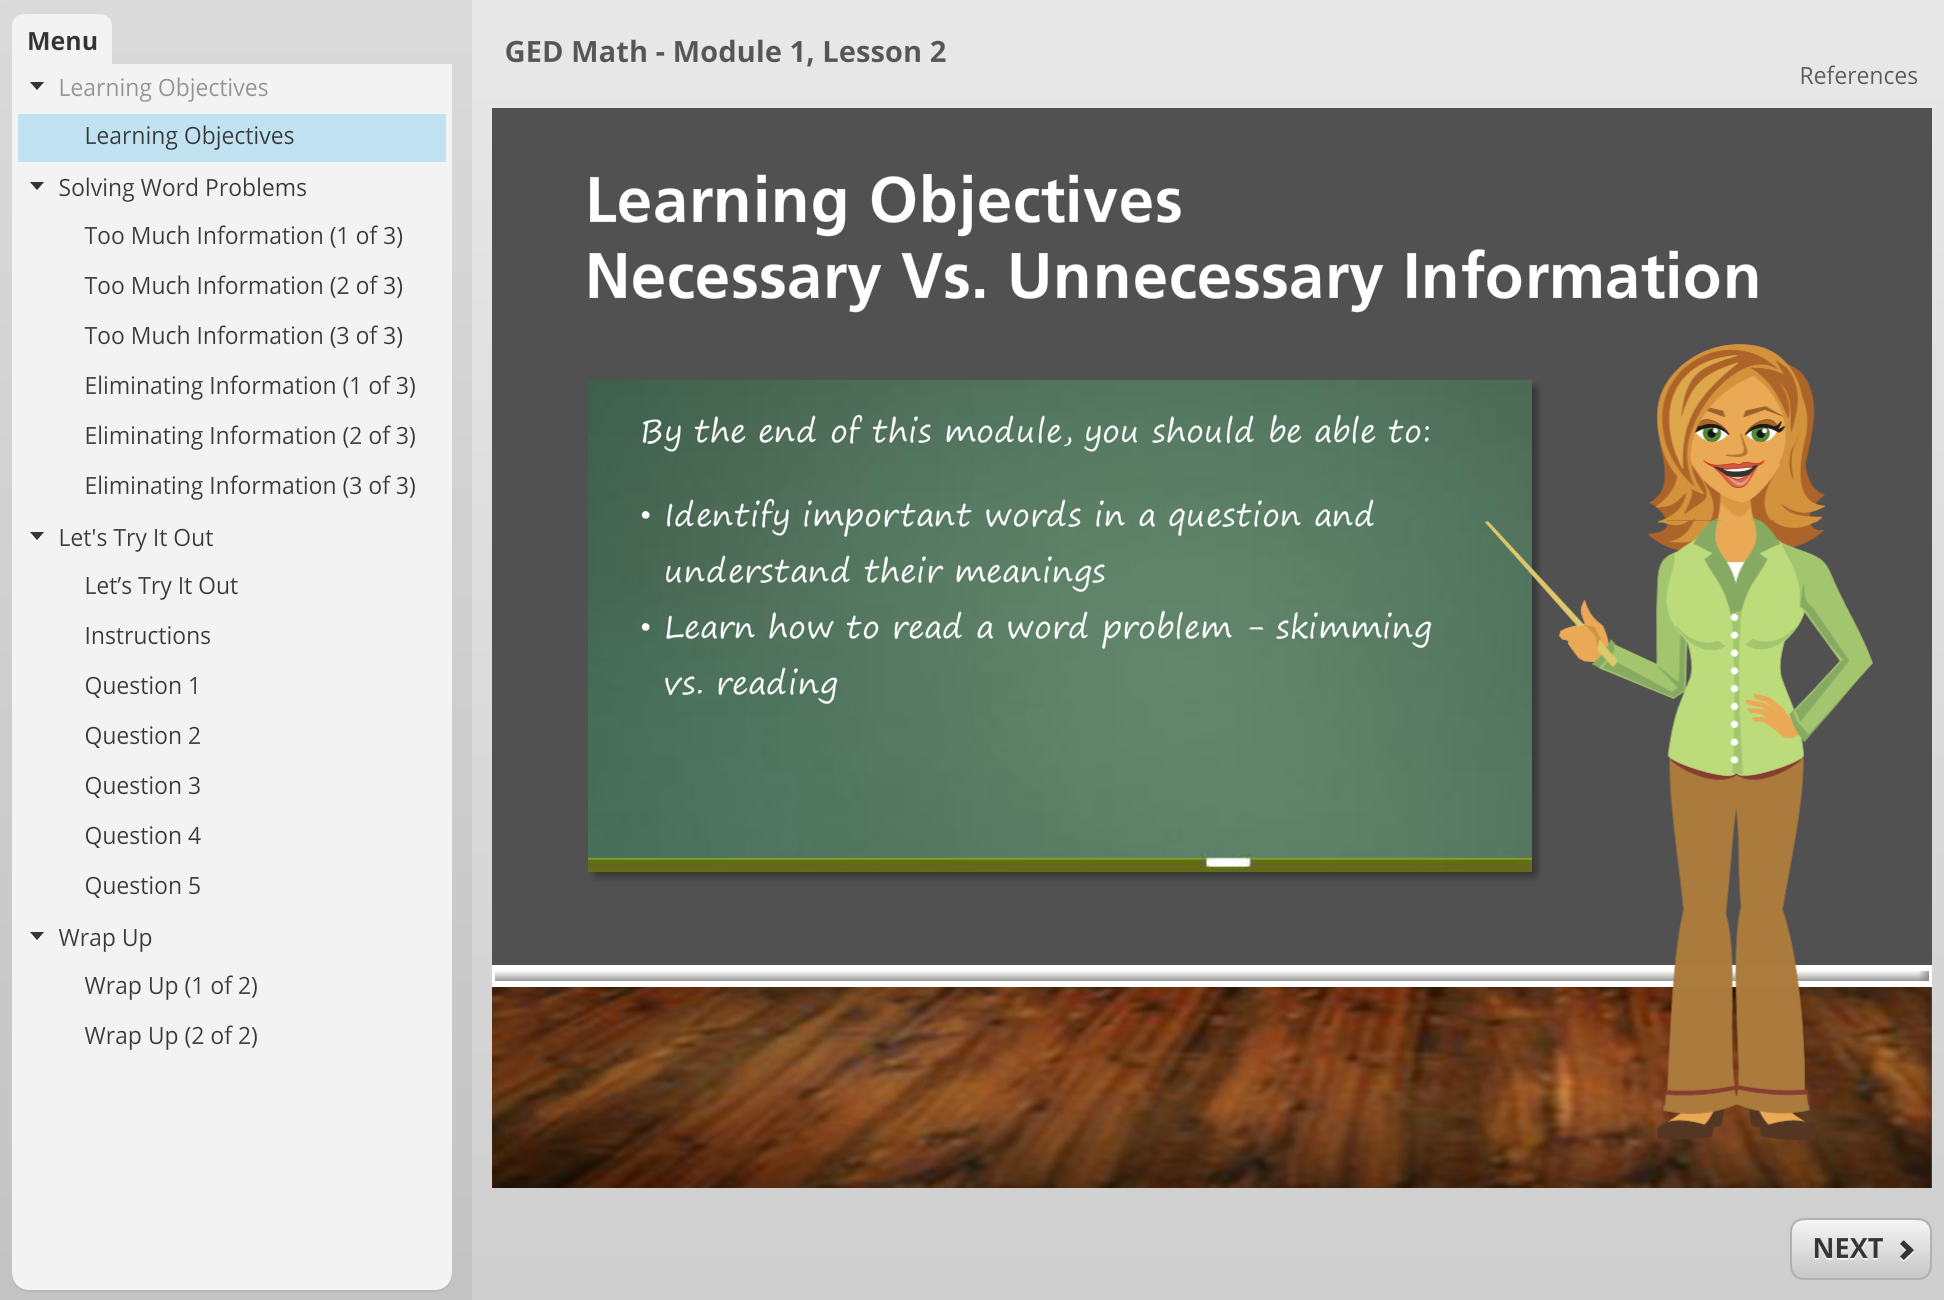 Menu
Learning Objectives
Learning Objectives
Solving Word Problems
Too Much Information (1 of 3)
Too Much Information (2 of 3)
Too Much Information (3 of 3)
Eliminating Information (1 of 3)
Eliminating Information (2 of 3)
Eliminating Information (3 of 3)
Let's Try It Out
Let’s Try It Out
Instructions
Question 1
Question 2
Question 3
Question 4
Question 5
Wrap Up
Wrap Up (1 of 2)
Wrap Up (2 of 2)
GED Math - Module 1, Lesson 2
References
Learning Objectives
Necessary Vs. Unnecessary Information
By the end of this module, you should be able to:
• Identify important words in a question and
understand their meanings
• Learn how to read a word problem – skimming
vs. reading
NEXT